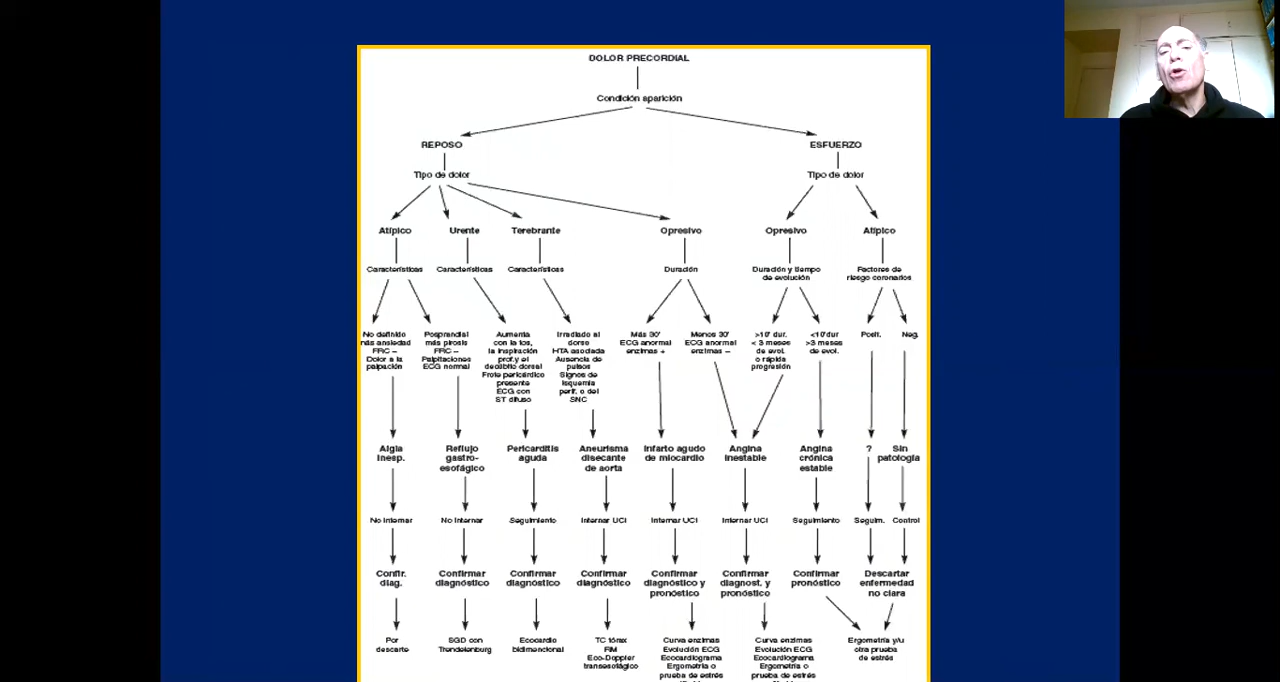 DOLOR PRECORDIAL
Condición aparición
REPOSO
ESFUERZO
Tipo de dolor
Tipo de dolor
Atípico
Urente
Terebrante
Opresivo
Opresivo
Atípico
Características
Características
Características
Duración
Duración y tiempo
de evolución
Factores de
riesgo coronarios
No definido
más ansiedad
FRC –
Dolor a la
palpación
Posprandial
más pirosis
FRC –
Palpitaciones
ECG normal
Aumenta
con la tos,
la inspiración
prof.y el
decúbito dorsal
Frote pericárdico
presente
ECG con
ST difuso
Irradiado al
dorso
HTA asociada
Ausencia de
pulsos
Signos de
isquemia
perif. o del
SNC
Más 30'
ECG anormal
enzimas +
Menos 30'
ECG anormal
enzimas –
>10' dur.
< 3 meses
de evol.
o rápida
progresión
<10'dur
>3 meses
de evol.
Posit.
Neg.
Algia
inesp.
Reflujo
gastro-
esofágico
Pericarditis
aguda
Aneurisma
disecante
de aorta
Infarto agudo
de miocardio
Angina
inestable
Angina
crónica
estable
?
Sin
patología
No internar
No internar
Seguimiento
Internar UCI
Internar UCI
Internar UCI
Seguimiento
Seguim.
Control
Confir.
diag.
Confirmar
diagnóstico
Confirmar
diagnóstico
Confirmar
diagnóstico
Confirmar
diagnóstico y
pronóstico
Confirmar
diagnost. y
pronóstico
Confirmar
pronóstico
Descartar
enfermedad
no clara
Por
descarte
SGD con
Trendelenburg
Ecocardio
bidimencional
TC tórax
RM
Eco-Doppler
transesofágico
Curva enzimas
Evolución ECG
Ecocardiograma
Ergometría o
prueba de estrés
Curva enzimas
Evolución ECG
Ecocardiograma
Ergometría o
prueba de estrés
Ergometría y/u
otra prueba
de estrés